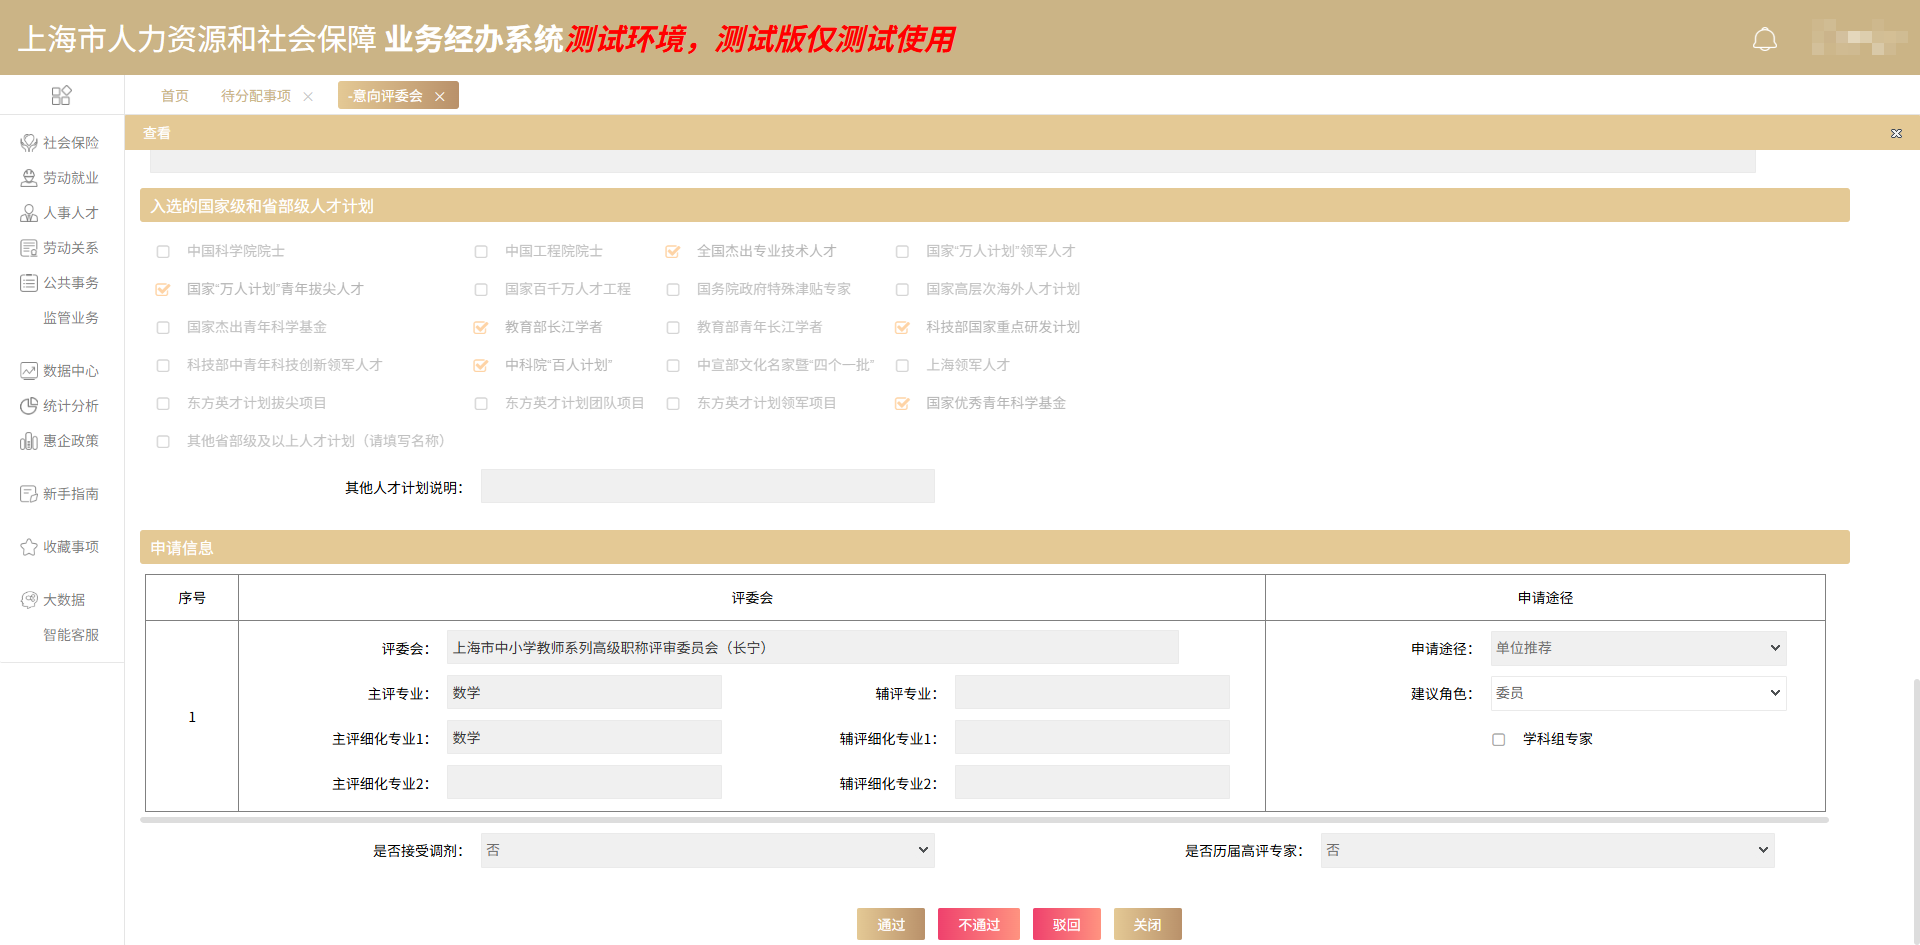 上海市人力资源和社会保障 业务经办系统测试环境，测试版仅测试使用
首页 待分配事项 -意向评委会
查看
社会保险
劳动就业
人事人才
劳动关系
公共事务
监管业务
数据中心
统计分析
惠企政策
新手指南
收藏事项
大数据
智能客服
入选的国家级和省部级人才计划
中国科学院院士 中国工程院院士 全国杰出专业技术人才 国家“万人计划”领军人才
国家“万人计划”青年拔尖人才 国家百千万人才工程 国务院政府特殊津贴专家 国家高层次海外人才计划
国家杰出青年科学基金 教育部长江学者 教育部青年长江学者 科技部国家重点研发计划
科技部中青年科技创新领军人才 中科院“百人计划” 中宣部文化名家暨“四个一批” 上海领军人才
东方英才计划拔尖项目 东方英才计划团队项目 东方英才计划领军项目 国家优秀青年科学基金
其他省部级及以上人才计划（请填写名称）
其他人才计划说明：
申请信息
序号 评委会 申请途径
1
评委会： 上海市中小学教师系列高级职称评审委员会（长宁） 申请途径： 单位推荐
主评专业： 数学 辅评专业： 建议角色： 委员
主评细化专业1： 数学 辅评细化专业1： 学科组专家
主评细化专业2： 辅评细化专业2：
是否接受调剂： 否 是否历届高评专家： 否
通过 不通过 驳回 关闭